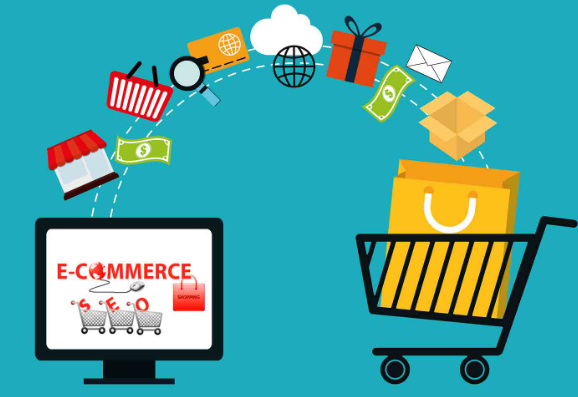 $
$
E-COMMERCE
SHOPPING
SEO